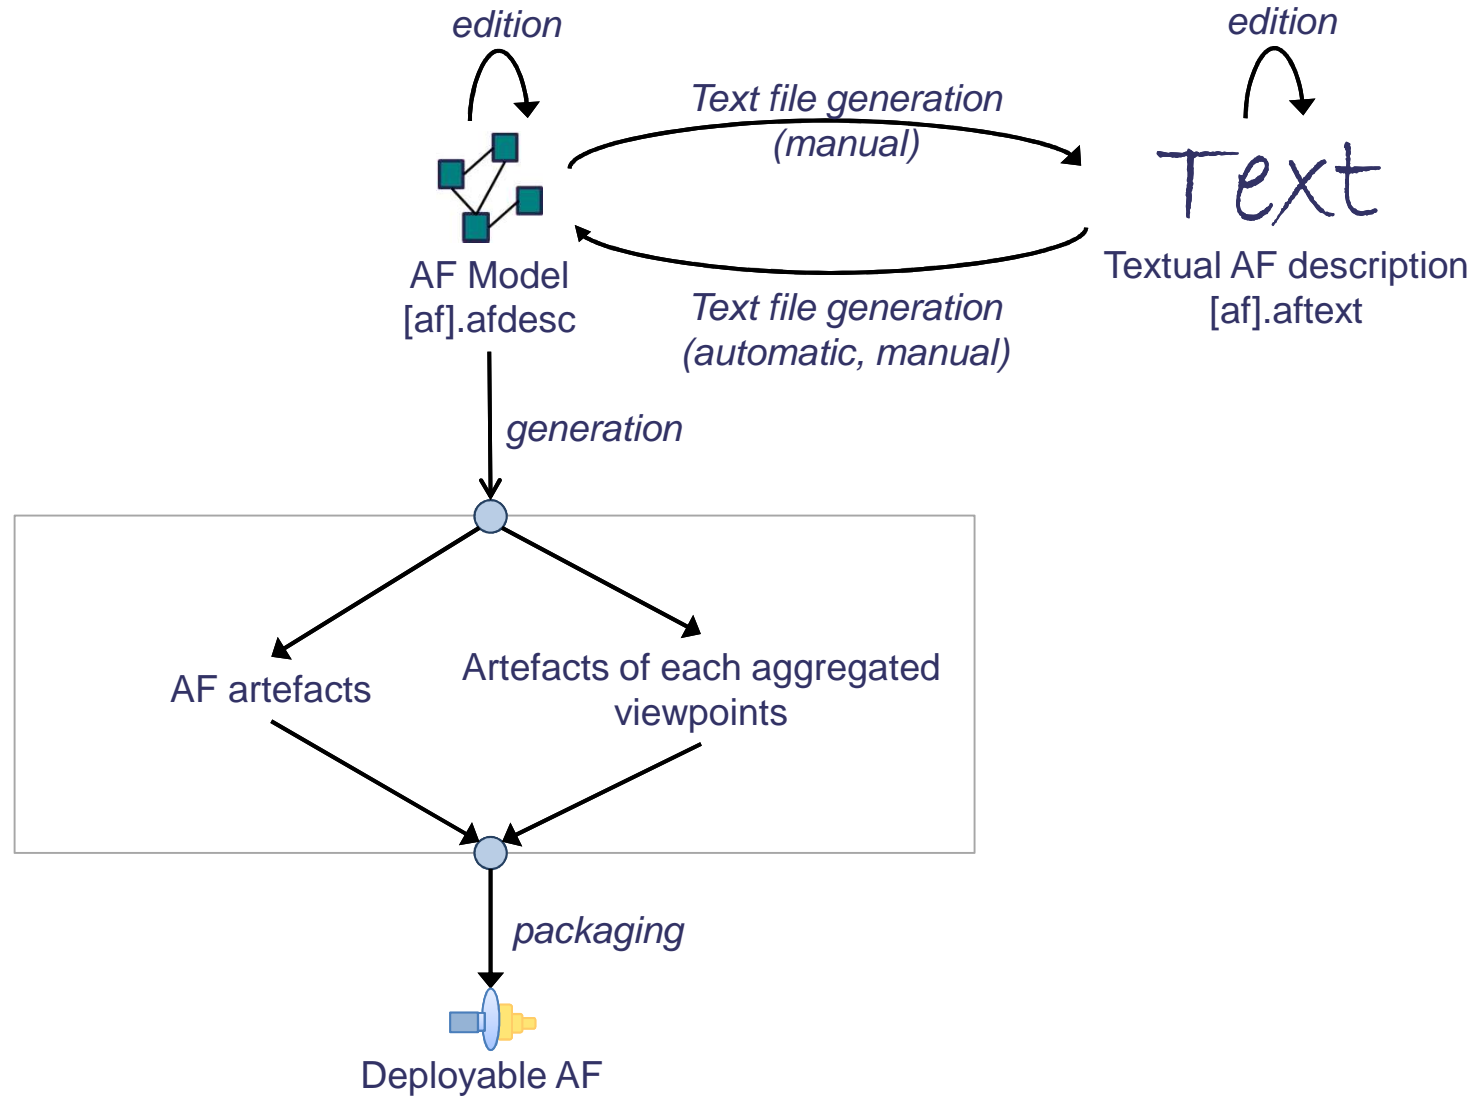 edition
edition
Text file generation
(manual)
Text
AF Model
[af].afdesc
Textual AF description
[af].aftext
Text file generation
(automatic, manual)
generation
AF artefacts
Artefacts of each aggregated
viewpoints
packaging
Deployable AF